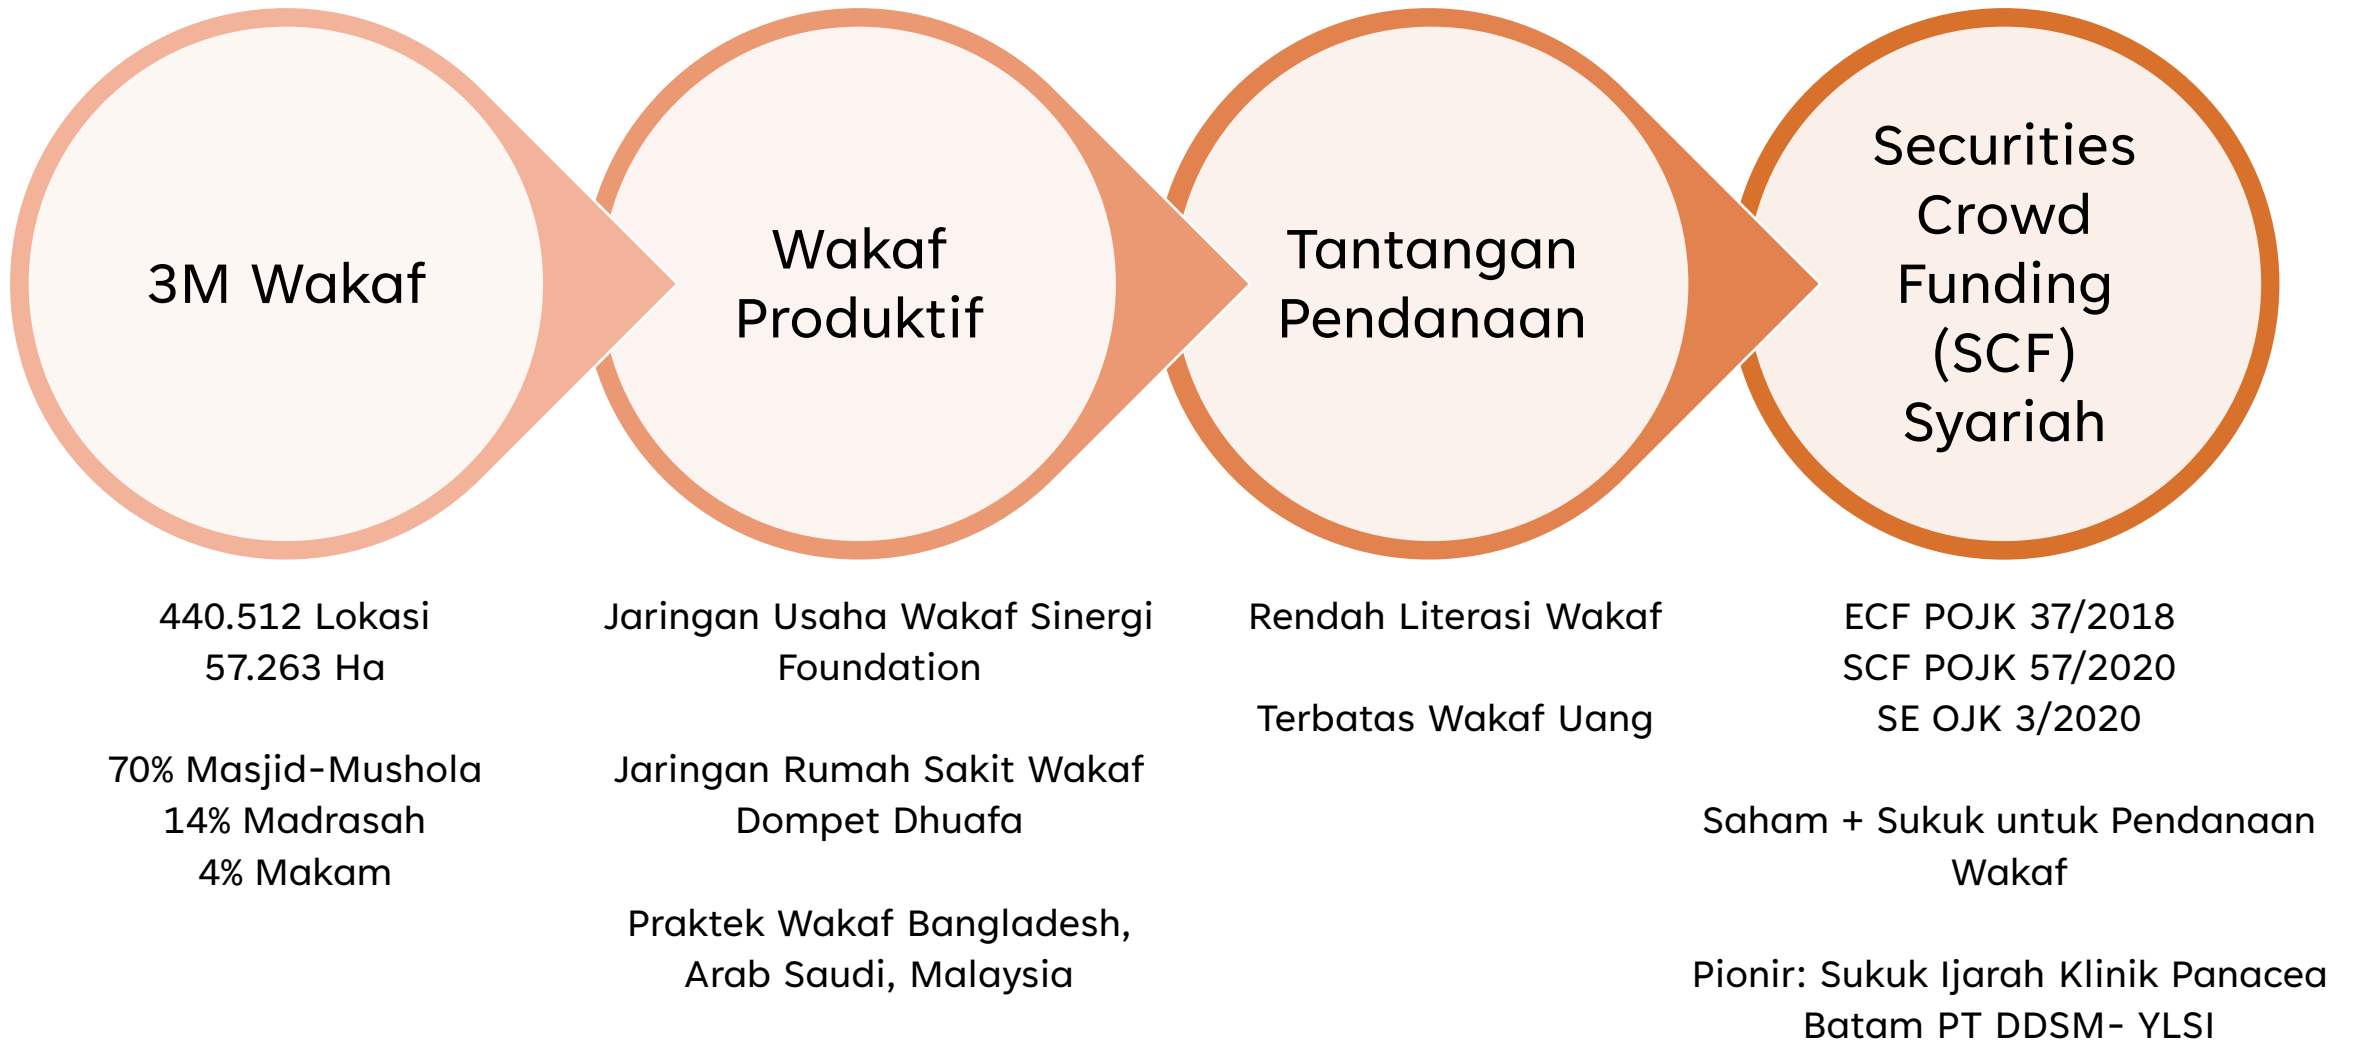 3M Wakaf
440.512 Lokasi
57.263 Ha
70% Masjid-Mushola
14% Madrasah
4% Makam
Wakaf
Produktif
Jaringan Usaha Wakaf Sinergi
Foundation
Jaringan Rumah Sakit Wakaf
Dompet Dhuafa
Praktek Wakaf Bangladesh,
Arab Saudi, Malaysia
Tantangan
Pendanaan
Rendah Literasi Wakaf
Terbatas Wakaf Uang
Securities
Crowd
Funding
(SCF)
Syariah
ECF POJK 37/2018
SCF POJK 57/2020
SE OJK 3/2020
Saham + Sukuk untuk Pendanaan
Wakaf
Pionir: Sukuk Ijarah Klinik Panacea
Batam PT DDSM- YLSI